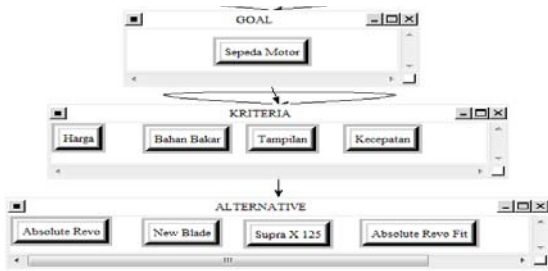 GOAL
Sepeda Motor
KRITERIA
Harga Bahan Bakar Tampilan Kecepatan
ALTERNATIVE
Absolute Revo New Blade Supra X 125 Absolute Revo Fit